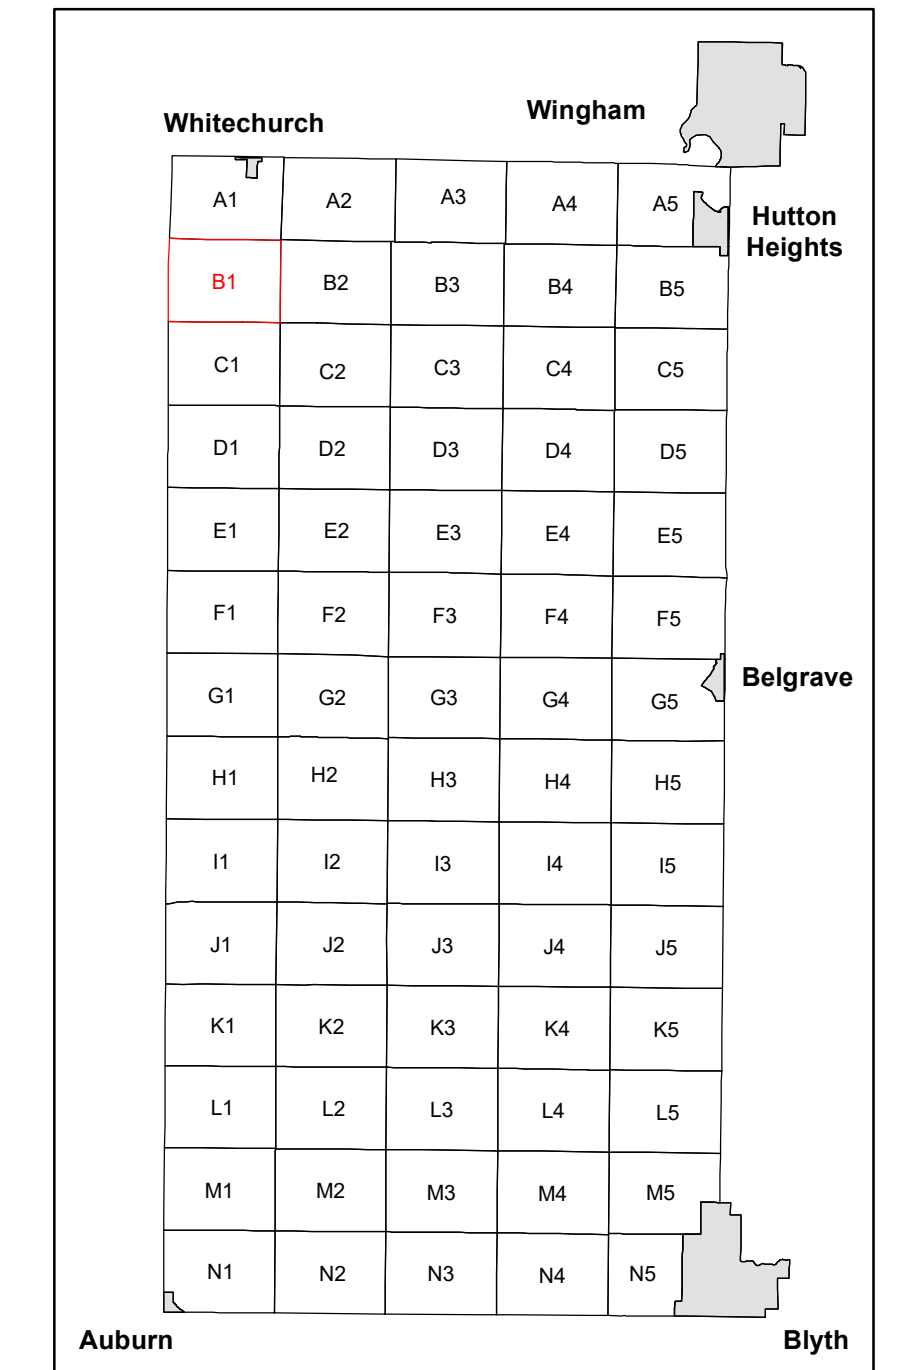 Wingham
Whitechurch
A1 A2 A3 A4 A5
Hutton
Heights
B1 B2 B3 B4 B5
C1 C2 C3 C4 C5
D1 D2 D3 D4 D5
E1 E2 E3 E4 E5
F1 F2 F3 F4 F5
Belgrave
G1 G2 G3 G4 G5
H1 H2 H3 H4 H5
I1 I2 I3 I4 I5
J1 J2 J3 J4 J5
K1 K2 K3 K4 K5
L1 L2 L3 L4 L5
M1 M2 M3 M4 M5
N1 N2 N3 N4 N5
Auburn Blyth